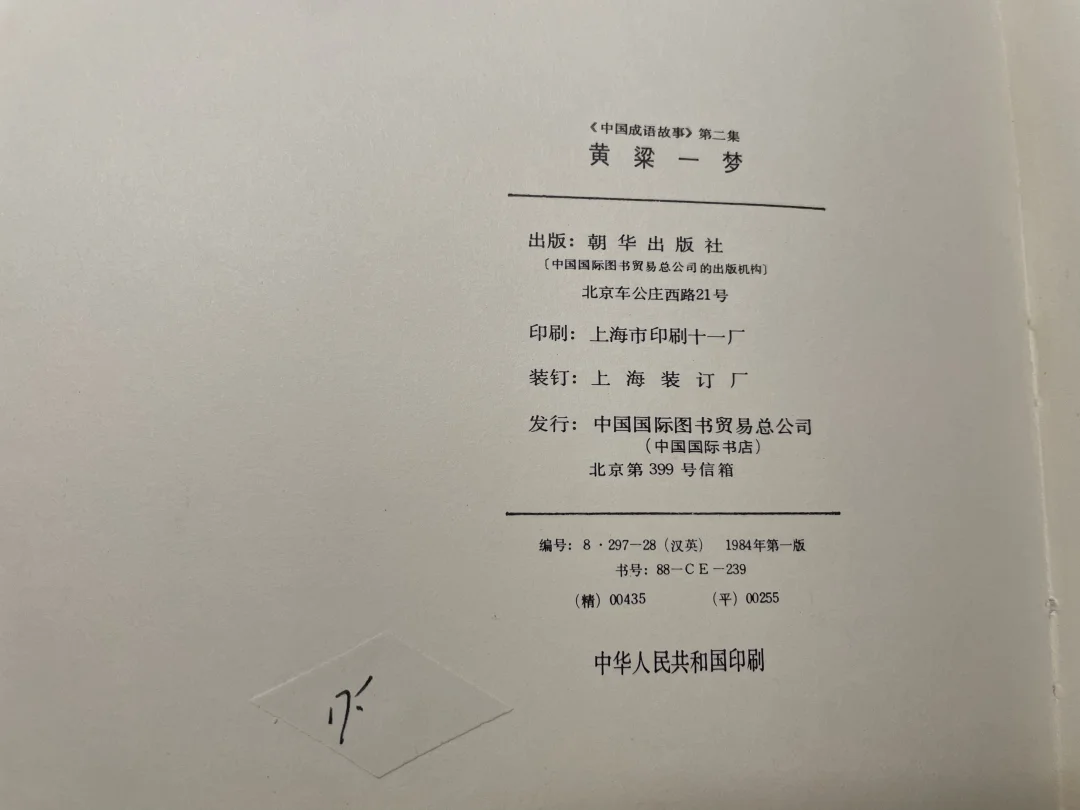 《中国成语故事》第二集
黄粱一梦
出版：朝华出版社
〔中国国际图书贸易总公司的出版机构〕
北京车公庄西路21号
印刷：上海市印刷十一厂
装钉：上海装订厂
发行：中国国际图书贸易总公司
（中国国际书店）
北京第399号信箱
编号：8·297—28（汉英） 1984年第一版
书号：88—CE—239
（精）00435 （平）00255
中华人民共和国印刷